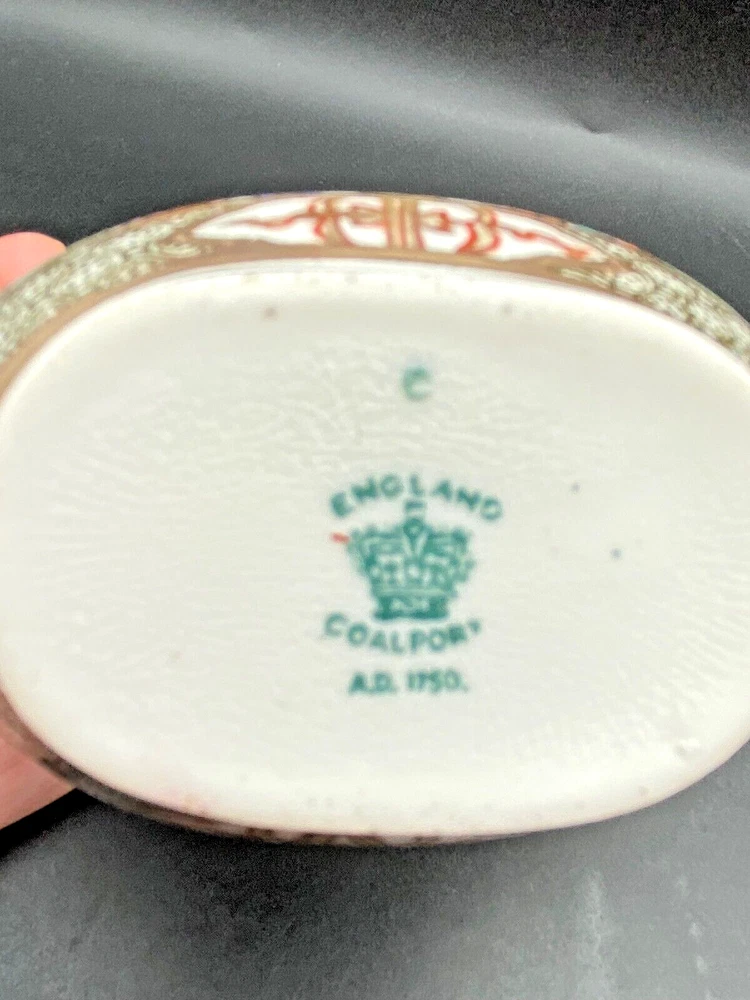 C
ENGLAND
COALPORT
A.D. 1750.